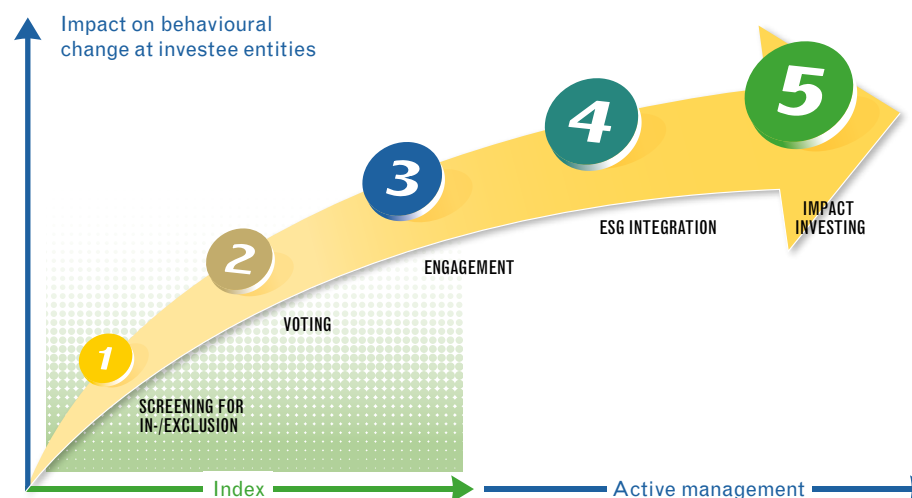 Impact on behavioural
change at investee entities
5
4
3
2
1
IMPACT
INVESTING
ESG INTEGRATION
ENGAGEMENT
VOTING
SCREENING FOR
IN-/EXCLUSION
Index
Active management